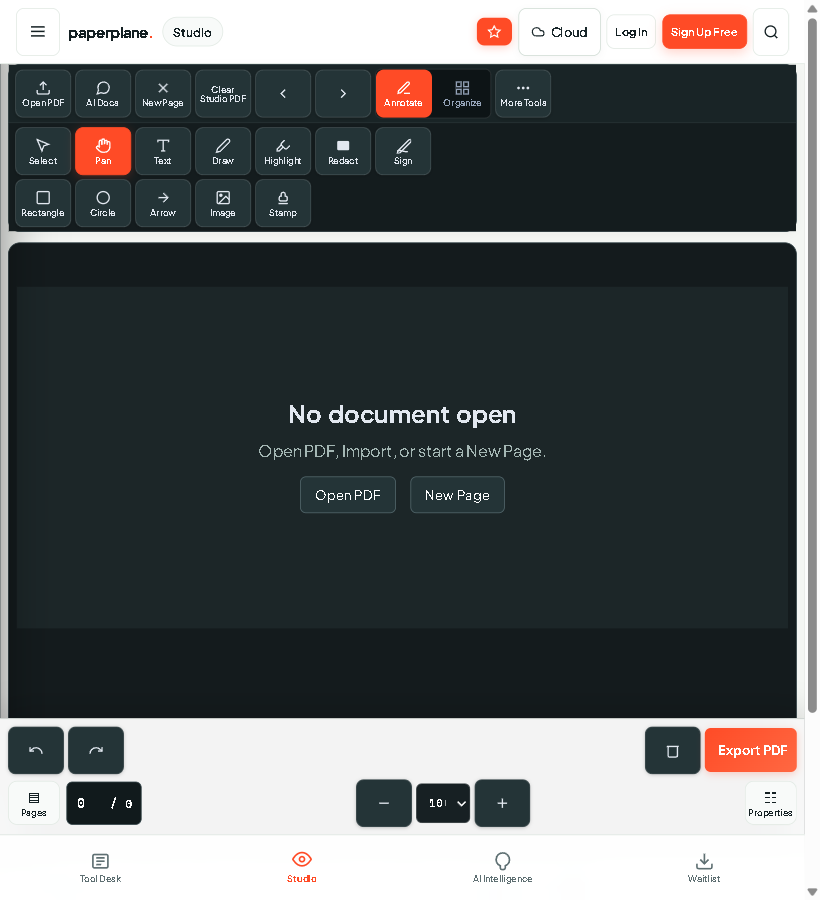 paperplane.
Studio
Cloud
Log In
Sign Up Free
Open PDF
AI Docs
New Page
Clear Studio PDF
Annotate
Organize
More Tools
Select
Pan
Text
Draw
Highlight
Redact
Sign
Rectangle
Circle
Arrow
Image
Stamp
No document open
Open PDF, Import, or start a New Page.
Open PDF
New Page
Export PDF
Pages
0 / 0
Properties
Tool Desk
Studio
AI Intelligence
Waitlist